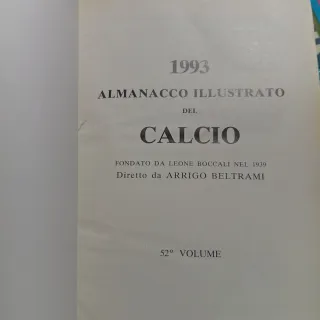 1993
ALMANACCO ILLUSTRATO
DEL
CALCIO
FONDATO DA LEONE BOCCALI NEL 1939
Diretto da ARRIGO BELTRAMI
52° VOLUME